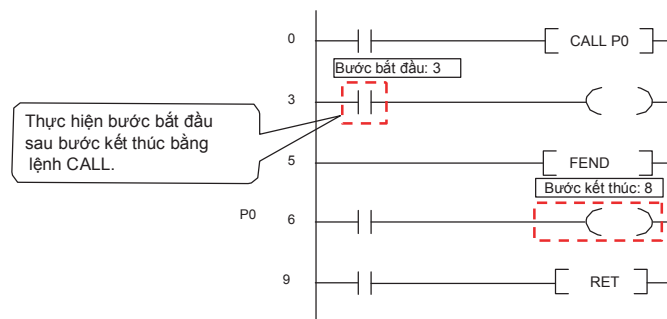 0 CALL P0
Bước bắt đầu: 3
3
Thực hiện bước bắt đầu
sau bước kết thúc bằng
lệnh CALL.
5 FEND
Bước kết thúc: 8
P0 6
9 RET